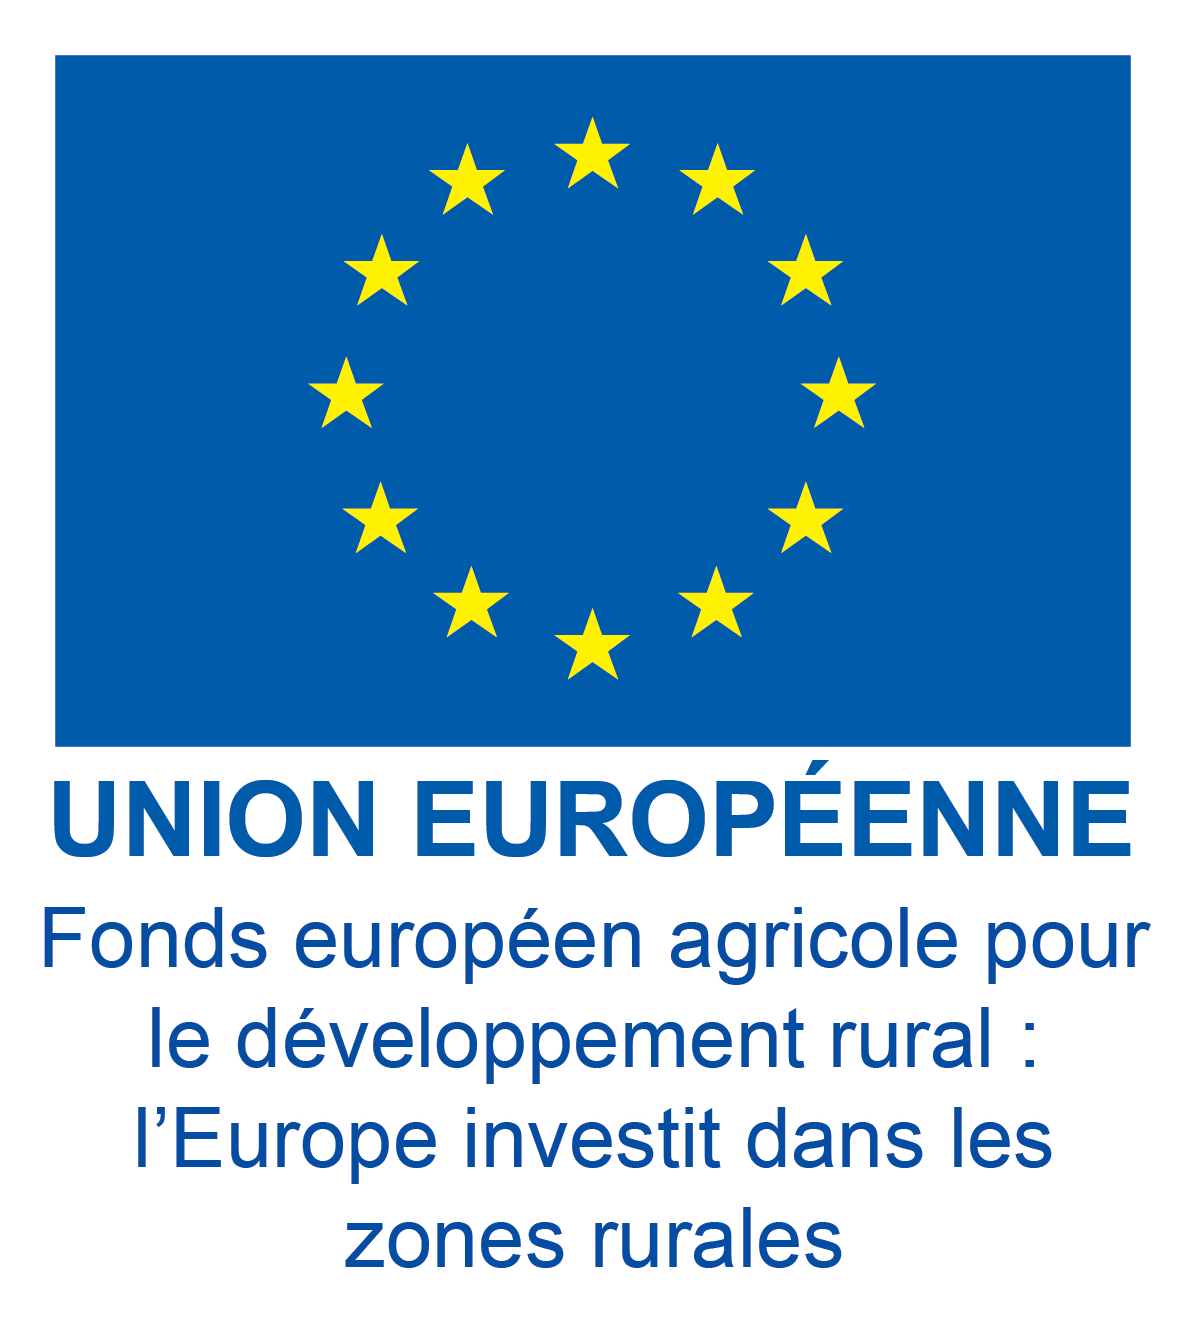 UNION EUROPÉENNE
Fonds européen agricole pour
le développement rural :
l’Europe investit dans les
zones rurales